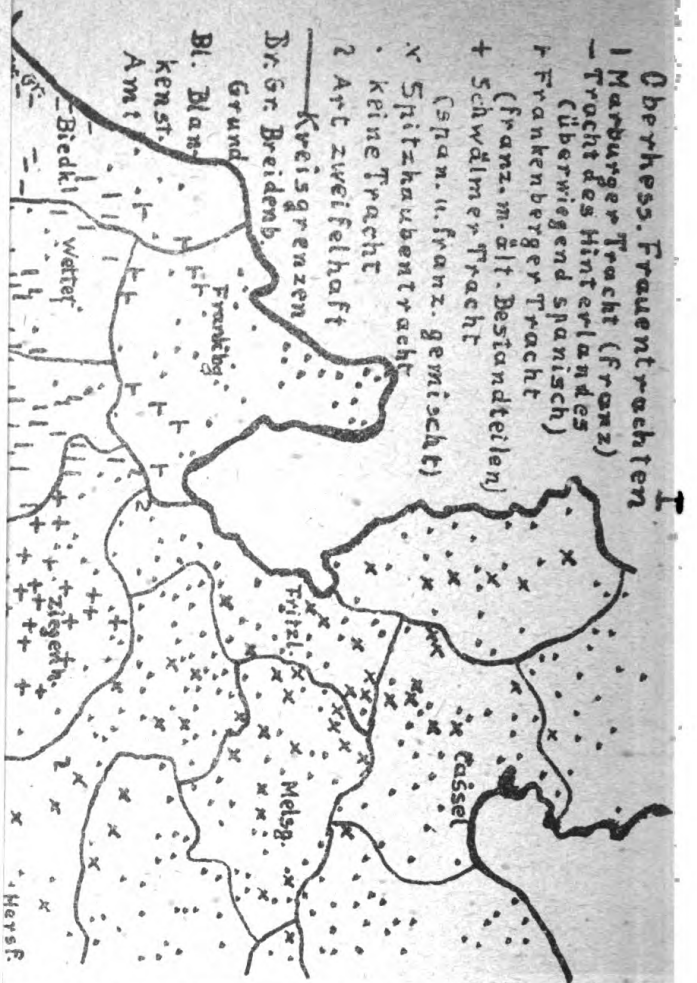 Oberhess. Frauentrachten
I
| Marburger Tracht (franz)
— Tracht des Hinterlandes
(überwiegend spanisch)
Frankenberger Tracht
(franz. m. ält. Bestandteilen)
+ Schwälmer Tracht
(span. u. franz. gemischt)
x Spitzhaubentracht
. keine Tracht
? Art zweifelhaft
Kreisgrenzen
Br. Gr. Breidenb.
Grund
Bl. Blan
kenst.
Amt
Biedkf
Wetter
Frankbg.
Ziegenh.
Fritzl.
Cassel
Melsg.
Hersf.